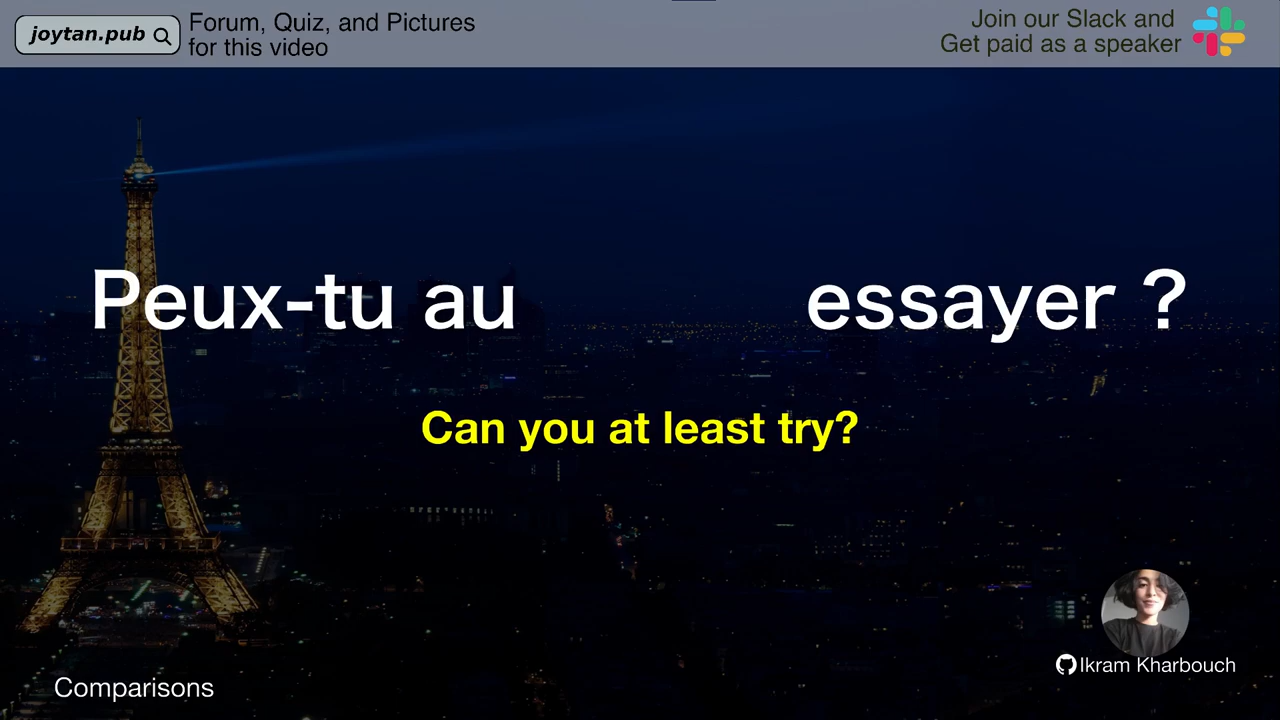 joytan.pub
Forum, Quiz, and Pictures
for this video
Join our Slack and
Get paid as a speaker
Peux-tu au essayer ?
Can you at least try?
Ikram Kharbouch
Comparisons